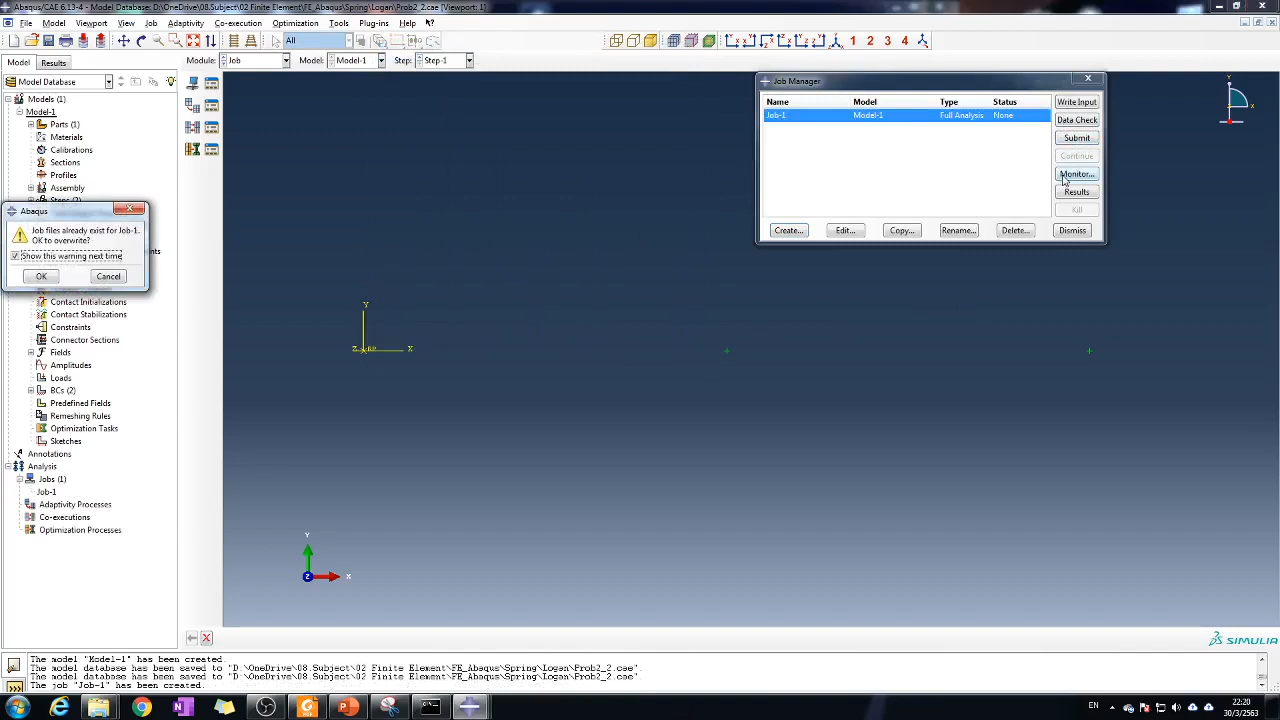 Abaqus/CAE 6.13-4 - Model Database: D:\OneDrive\08.Subject\02 Finite Element\FE_Abaqus\Spring\Logan\Prob2_2.cae [Viewport: 1]
File Model Viewport View Job Adaptivity Co-execution Optimization Tools Plug-ins Help
All
1 2 3 4
Model Results
Module: Job Model: Model-1 Step: Step-1
Model Database
Models (1)
Model-1
Parts (1)
Materials
Calibrations
Sections
Profiles
Assembly
Steps (2)
Job Manager
Name Model Type Status
Job-1 Model-1 Full Analysis None
Write Input
Data Check
Submit
Continue
Monitor...
Results
Kill
Create... Edit... Copy... Rename... Delete... Dismiss
Abaqus
Job files already exist for Job-1.
OK to overwrite?
Show this warning next time
OK Cancel
Contact Initializations
Contact Stabilizations
Constraints
Connector Sections
Fields
Amplitudes
Loads
BCs (2)
Predefined Fields
Remeshing Rules
Optimization Tasks
Sketches
Annotations
Analysis
Jobs (1)
Job-1
Adaptivity Processes
Co-executions
Optimization Processes
Y
X
Z
RP
Y
X
Z
Y
X
SIMULIA
The model "Model-1" has been created.
The model database has been saved to "D:\OneDrive\08.Subject\02 Finite Element\FE_Abaqus\Spring\Logan\Prob2_2.cae".
The model database has been saved to "D:\OneDrive\08.Subject\02 Finite Element\FE_Abaqus\Spring\Logan\Prob2_2.cae".
The job "Job-1" has been created.
EN
22:20
30/3/2563